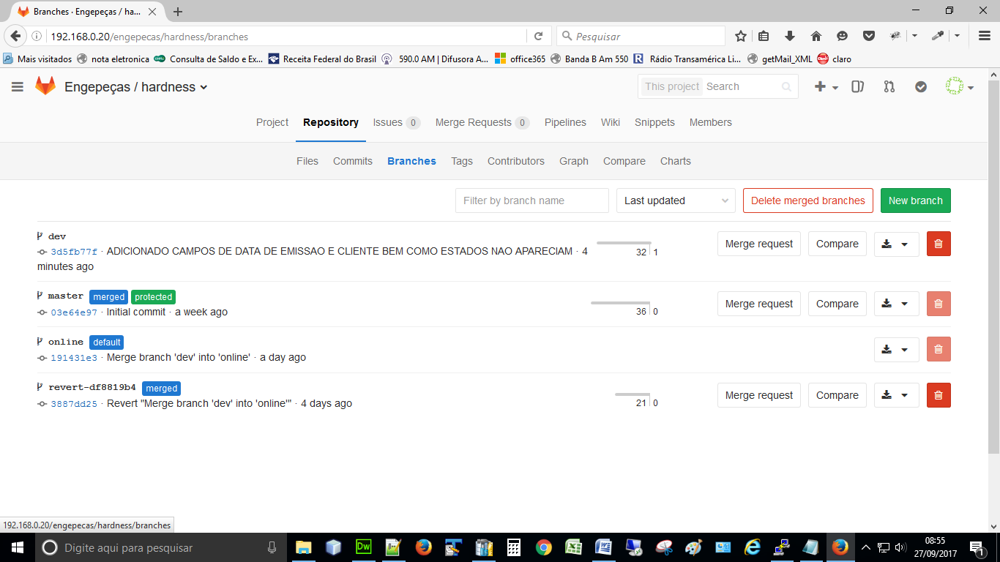 Branches · Engepeças / ha...
192.168.0.20/engepecas/hardness/branches
Pesquisar
Mais visitados
nota eletronica
Consulta de Saldo e Ex...
Receita Federal do Brasil
590.0 AM | Difusora A...
office365
Banda B Am 550
Rádio Transamérica Li...
getMail_XML
claro
Engepeças / hardness
This project Search
Project Repository Issues 0 Merge Requests 0 Pipelines Wiki Snippets Members
Files Commits Branches Tags Contributors Graph Compare Charts
Filter by branch name
Last updated
Delete merged branches
New branch
dev
3d5fb77f · ADICIONADO CAMPOS DE DATA DE EMISSAO E CLIENTE BEM COMO ESTADOS NAO APARECIAM · 4
minutes ago
32 1
Merge request Compare
master merged protected
03e64e97 · Initial commit · a week ago
36 0
Merge request Compare
online default
191431e3 · Merge branch 'dev' into 'online' · a day ago
revert-df8819b4 merged
3887dd25 · Revert "Merge branch 'dev' into 'online'" · 4 days ago
21 0
Merge request Compare
192.168.0.20/engepecas/hardness/branches
Digite aqui para pesquisar
Dw
08:55
27/09/2017
1